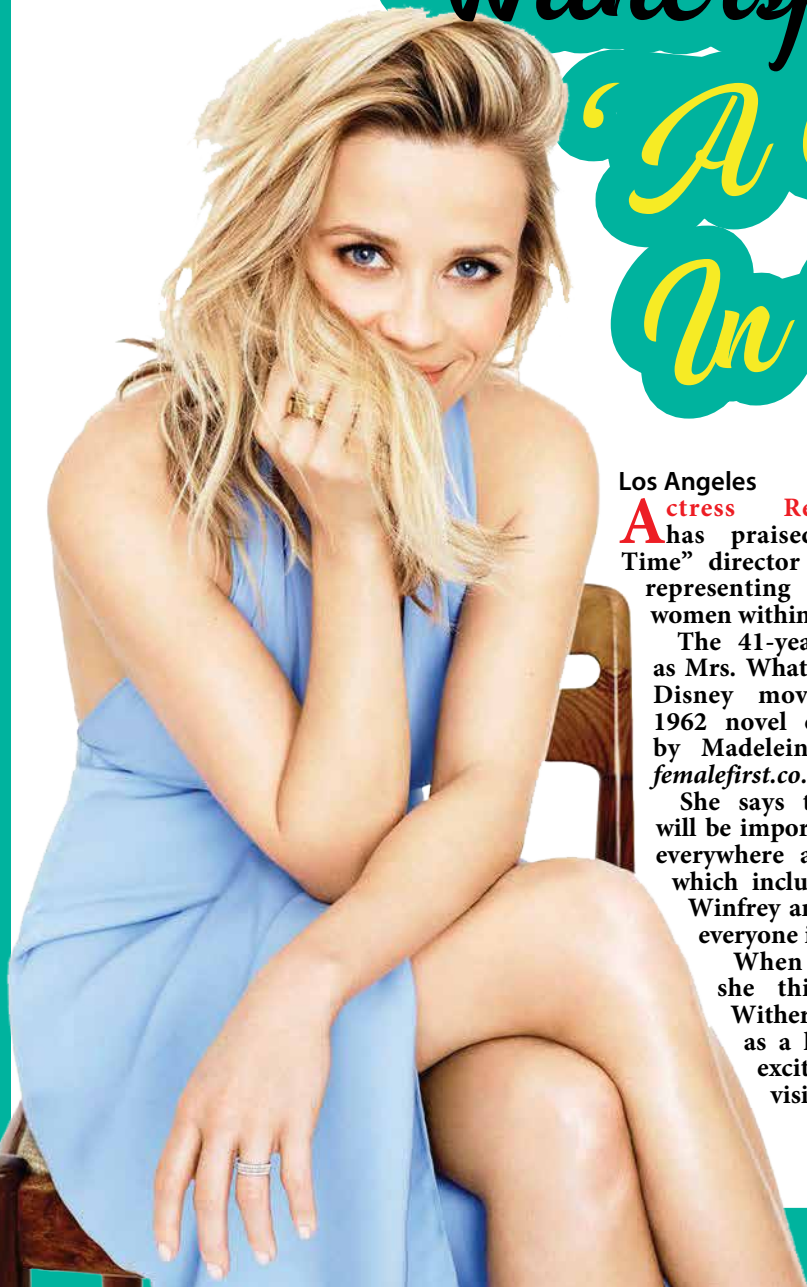 ‘A
In
Los Angeles
Actress Re
has praised
Time” director
representing
women within
The 41-yea
as Mrs. What
Disney mov
1962 novel
by Madelein
femalefirst.co.
She says t
will be impor
everywhere a
which inclu
Winfrey an
everyone i
When
she thi
Wither
as a
excit
visi